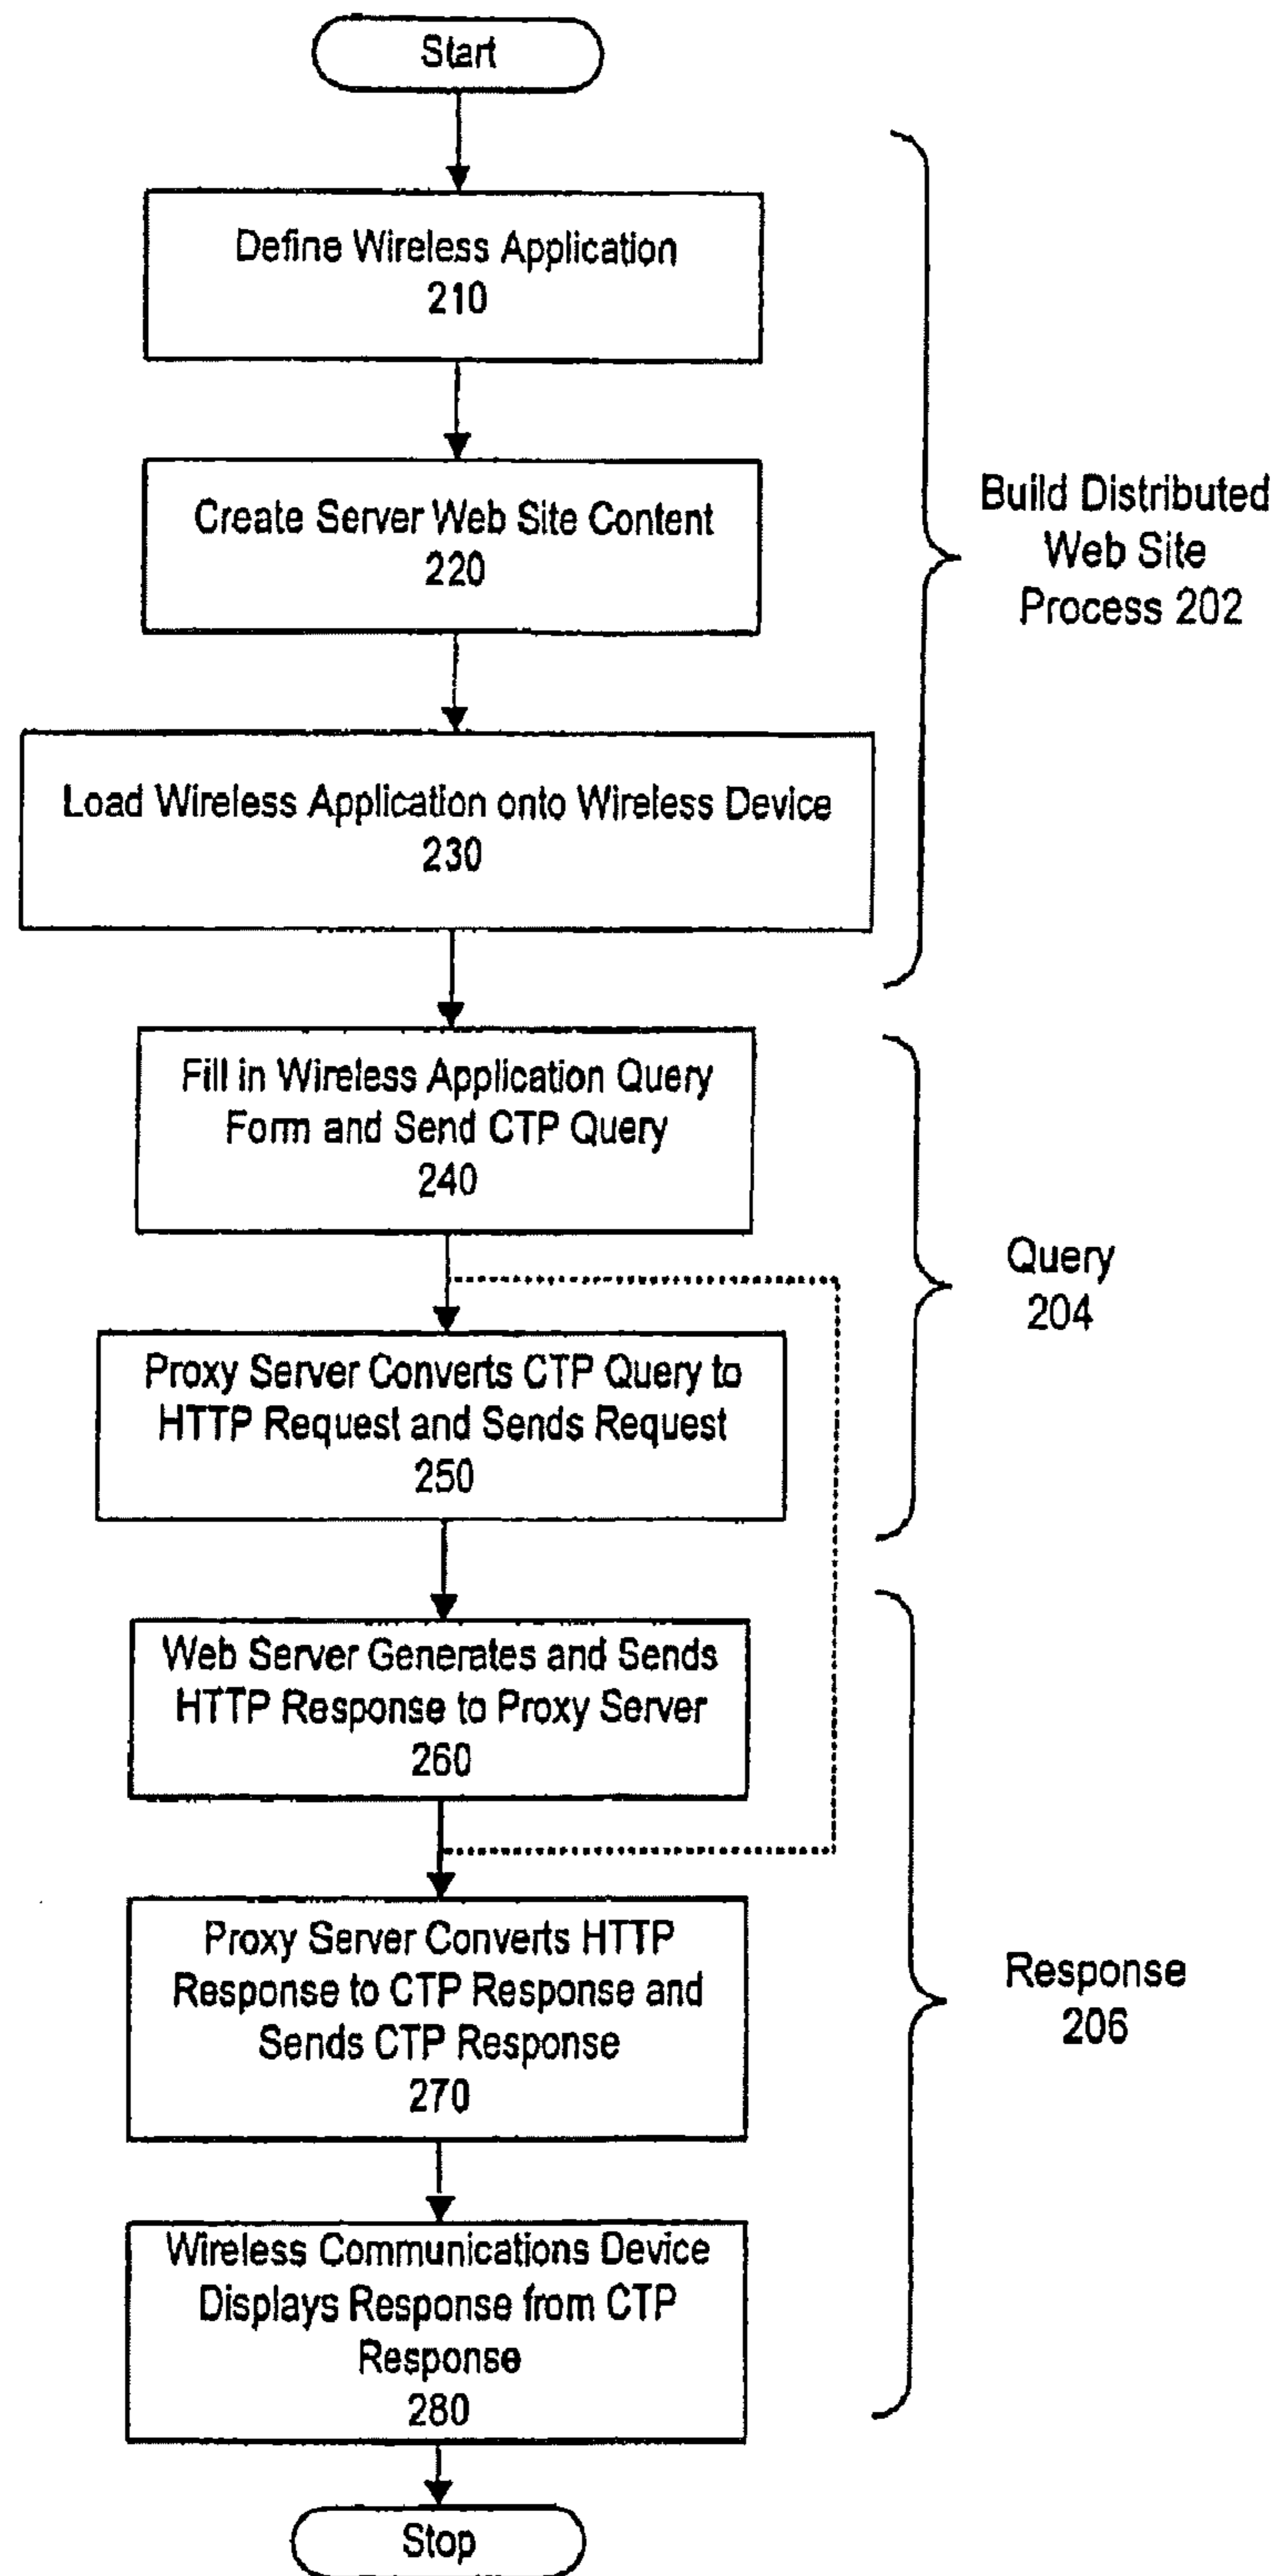 Start
Define Wireless Application
210
Create Server Web Site Content
220
Load Wireless Application onto Wireless Device
230
Build Distributed
Web Site
Process 202
Fill in Wireless Application Query
Form and Send CTP Query
240
Proxy Server Converts CTP Query to
HTTP Request and Sends Request
250
Query
204
Web Server Generates and Sends
HTTP Response to Proxy Server
260
Proxy Server Converts HTTP
Response to CTP Response and
Sends CTP Response
270
Wireless Communications Device
Displays Response from CTP
Response
280
Response
206
Stop